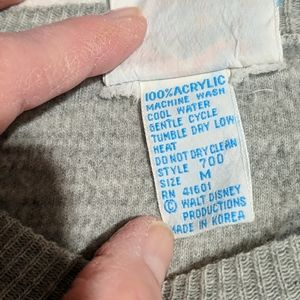 100% ACRYLIC
MACHINE WASH
COOL WATER
GENTLE CYCLE
TUMBLE DRY LOW
HEAT
DO NOT DRY CLEAN
STYLE 700
SIZE M
RN 41601
© WALT DISNEY
PRODUCTIONS
MADE IN KOREA